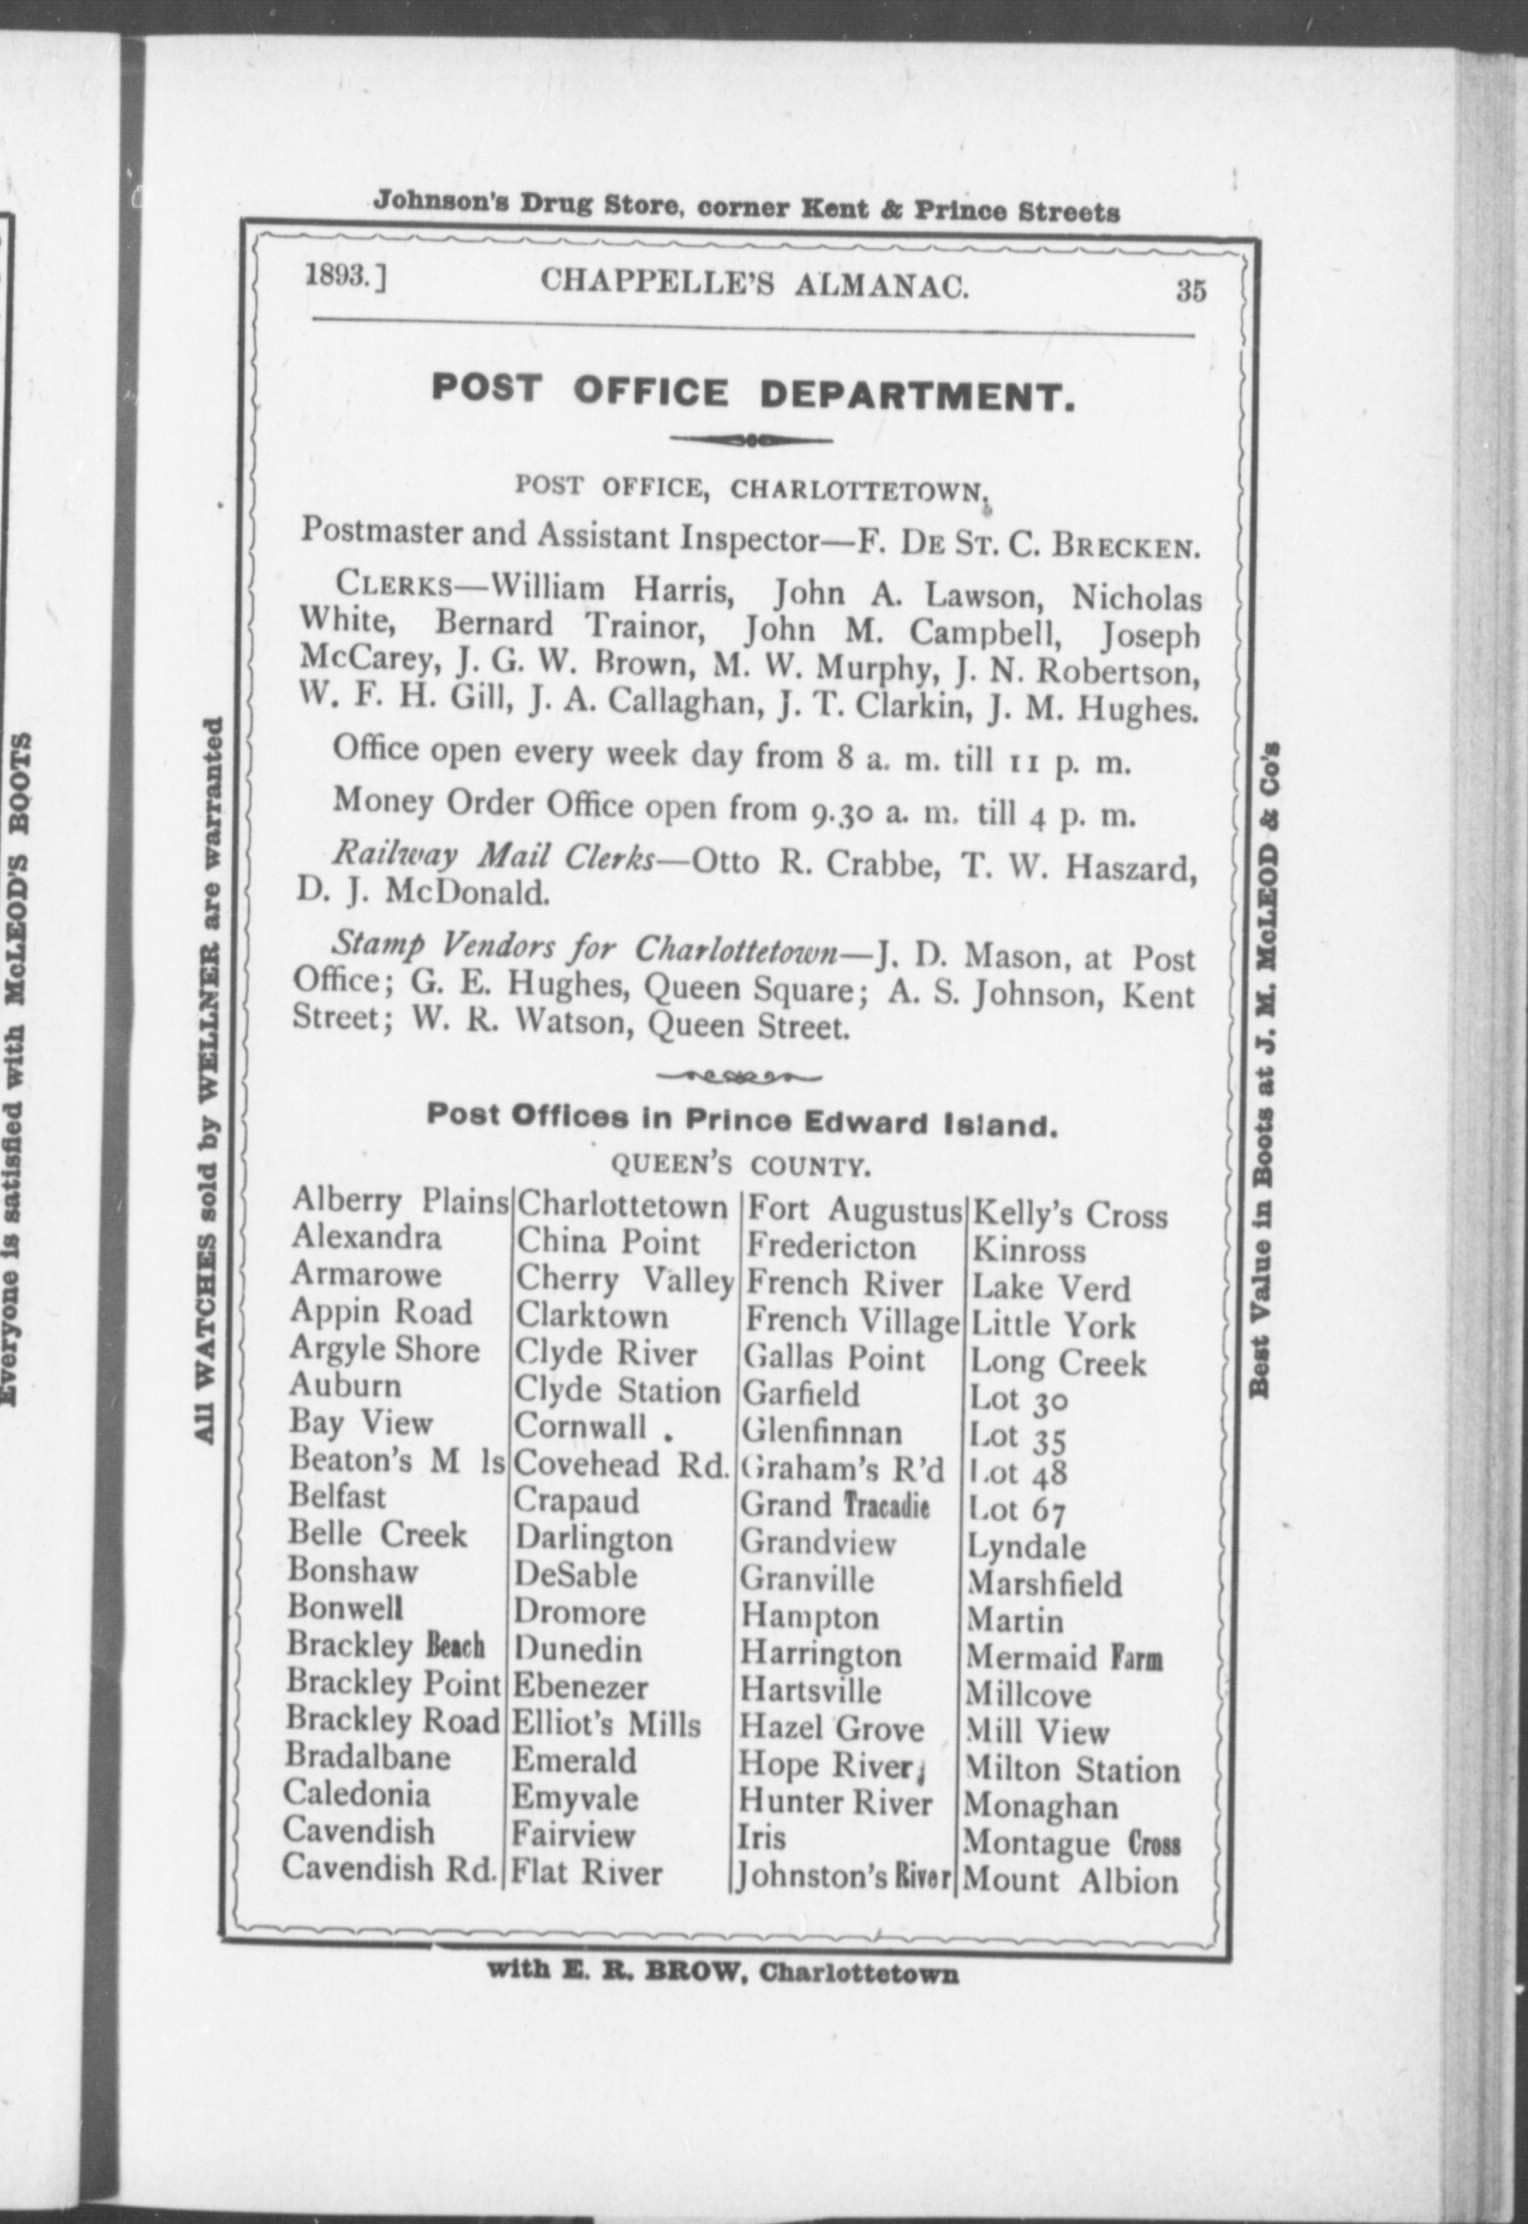 Johnson's Drug Store, corner Kent & Prince Streets
1893.] CHAPPELLE'S ALMANAC. 35
POST OFFICE DEPARTMENT.
POST OFFICE, CHARLOTTETOWN.
Postmaster and Assistant Inspector—F. DE ST. C. BRECKEN.
CLERKS—William Harris, John A. Lawson, Nicholas
White, Bernard Trainor, John M. Campbell, Joseph
McCarey, J. G. W. Brown, M. W. Murphy, J. N. Robertson,
W. F. H. Gill, J. A. Callaghan, J. T. Clarkin, J. M. Hughes.
Office open every week day from 8 a. m. till 11 p. m.
Money Order Office open from 9.30 a. m. till 4 p. m.
Railway Mail Clerks—Otto R. Crabbe, T. W. Haszard,
D. J. McDonald.
Stamp Vendors for Charlottetown—J. D. Mason, at Post
Office; G. E. Hughes, Queen Square; A. S. Johnson, Kent
Street; W. R. Watson, Queen Street.
Post Offices in Prince Edward Island.
QUEEN'S COUNTY.
Alberry Plains
Alexandra
Armarowe
Appin Road
Argyle Shore
Auburn
Bay View
Beaton's M ls
Belfast
Belle Creek
Bonshaw
Bonwell
Brackley Beach
Brackley Point
Brackley Road
Bradalbane
Caledonia
Cavendish
Cavendish Rd.
Charlottetown
China Point
Cherry Valley
Clarktown
Clyde River
Clyde Station
Cornwall .
Covehead Rd.
Crapaud
Darlington
DeSable
Dromore
Dunedin
Ebenezer
Elliot's Mills
Emerald
Emyvale
Fairview
Flat River
Fort Augustus
Fredericton
French River
French Village
Gallas Point
Garfield
Glenfinnan
Graham's R'd
Grand Tracadie
Grandview
Granville
Hampton
Harrington
Hartsville
Hazel Grove
Hope River
Hunter River
Iris
Johnston's River
Kelly's Cross
Kinross
Lake Verd
Little York
Long Creek
Lot 30
Lot 35
Lot 48
Lot 67
Lyndale
Marshfield
Martin
Mermaid Farm
Millcove
Mill View
Milton Station
Monaghan
Montague Cross
Mount Albion
with E. R. BROW, Charlottetown
All WATCHES sold by WELLNER are warranted
Best Value in Boots at J. M. McLEOD & Co's
Everyone is satisfied with McLEOD'S BOOTS